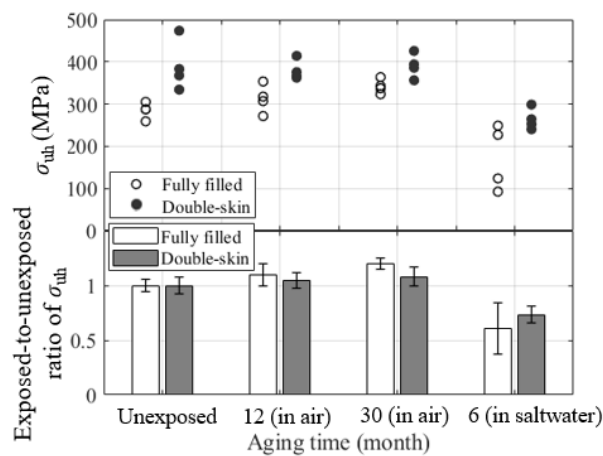 500
400
300
200
100
0
σuh (MPa)
Fully filled
Double-skin
Fully filled
Double-skin
1
0.5
0
Exposed-to-unexposed
ratio of σuh
Unexposed 12 (in air) 30 (in air) 6 (in saltwater)
Aging time (month)